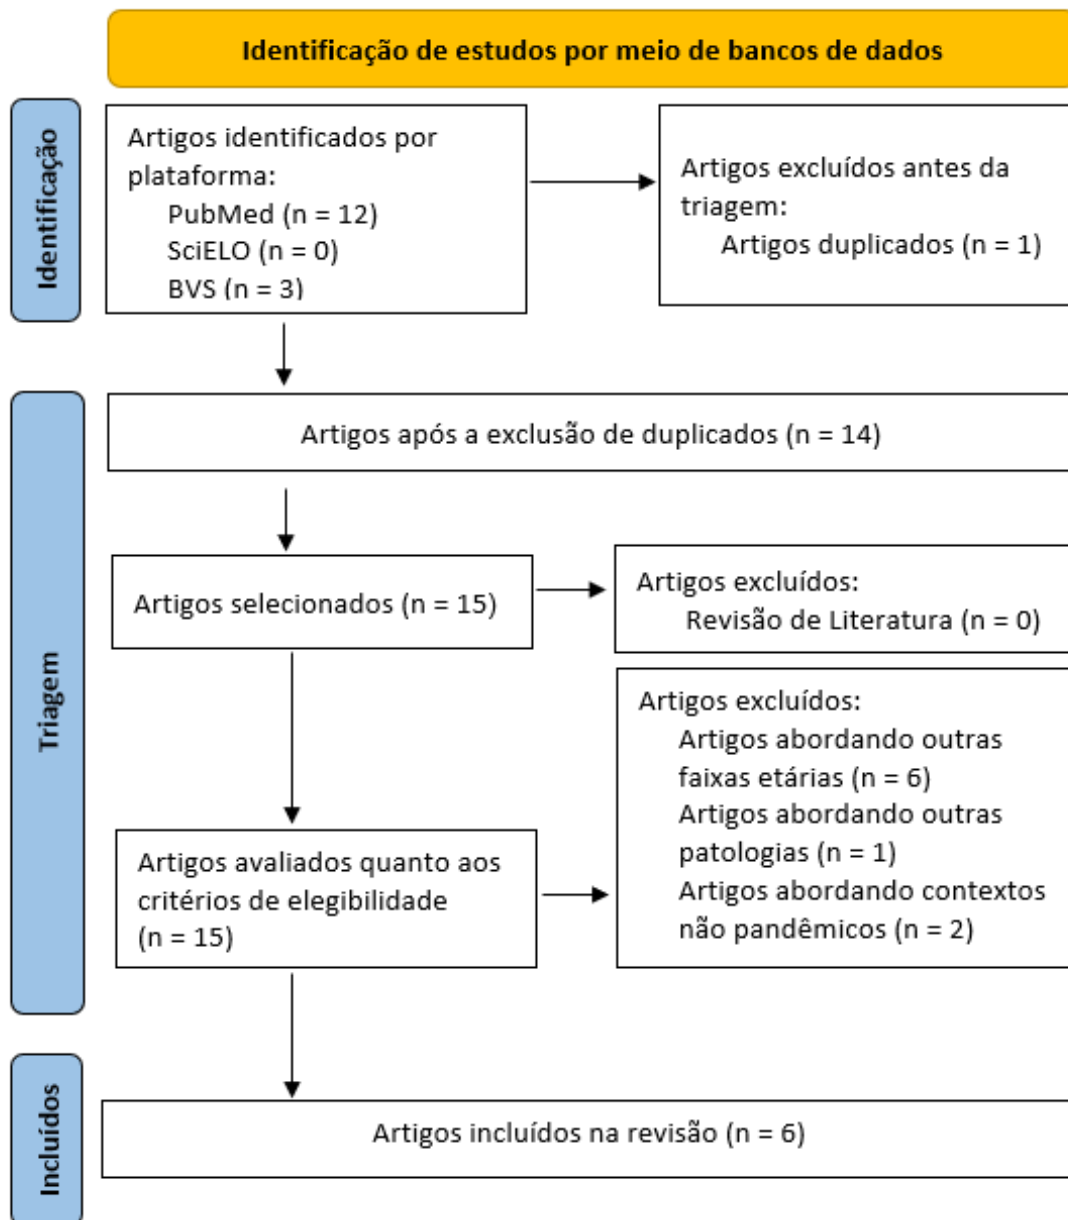 Identificação de estudos por meio de bancos de dados
Identificação
Artigos identificados por
plataforma:
PubMed (n = 12)
SciELO (n = 0)
BVS (n = 3)
Artigos excluídos antes da
triagem:
Artigos duplicados (n = 1)
Triagem
Artigos após a exclusão de duplicados (n = 14)
Artigos selecionados (n = 15)
Artigos excluídos:
Revisão de Literatura (n = 0)
Artigos avaliados quanto aos
critérios de elegibilidade
(n = 15)
Artigos excluídos:
Artigos abordando outras
faixas etárias (n = 6)
Artigos abordando outras
patologias (n = 1)
Artigos abordando contextos
não pandêmicos (n = 2)
Incluídos
Artigos incluídos na revisão (n = 6)